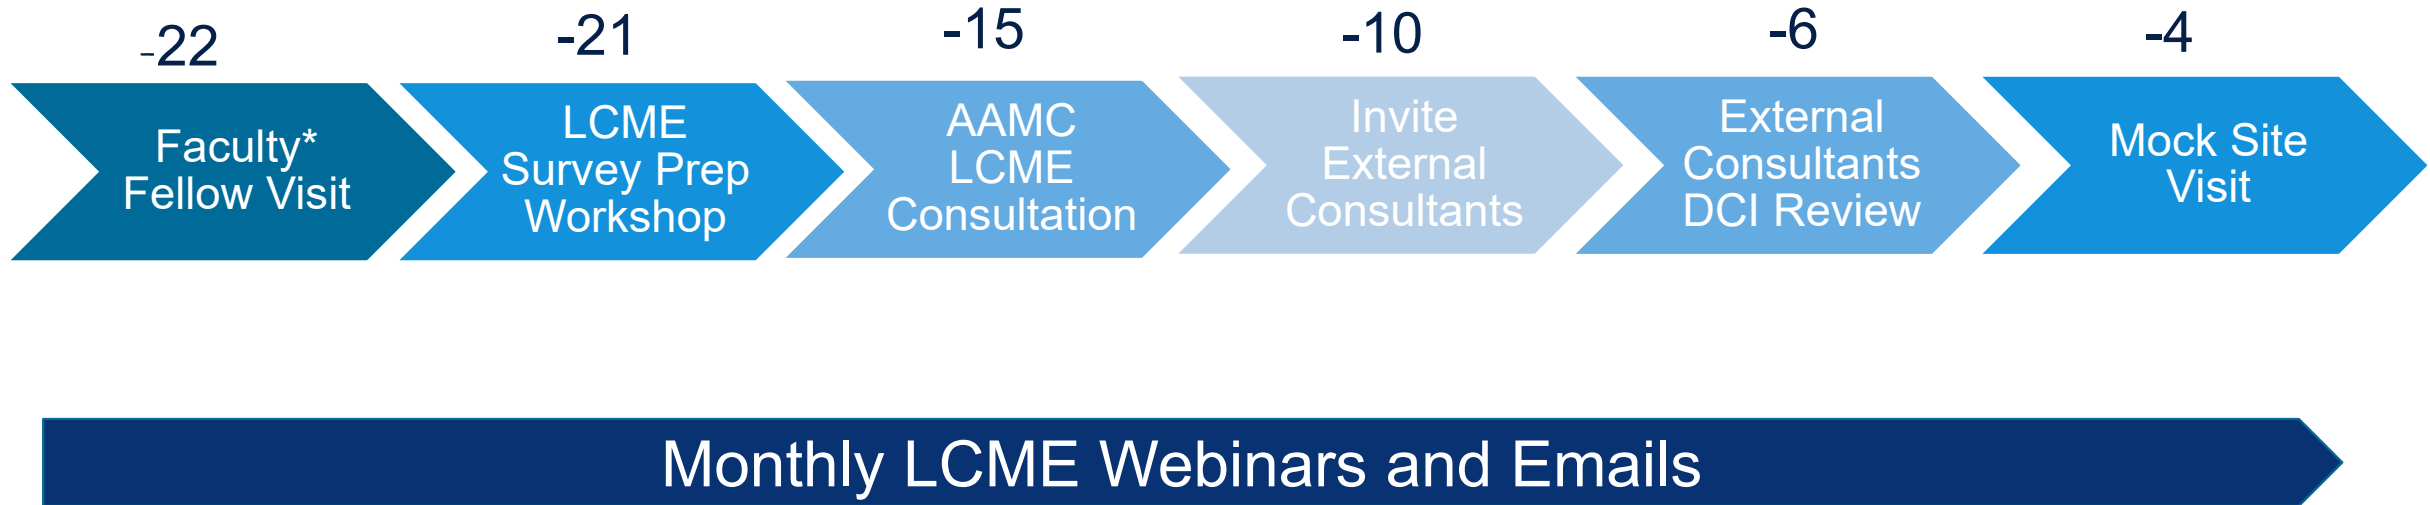 -22
-21
-15
-10
-6
-4
Faculty*
Fellow Visit
LCME
Survey Prep
Workshop
AAMC
LCME
Consultation
Invite
External
Consultants
External
Consultants
DCI Review
Mock Site
Visit
Monthly LCME Webinars and Emails